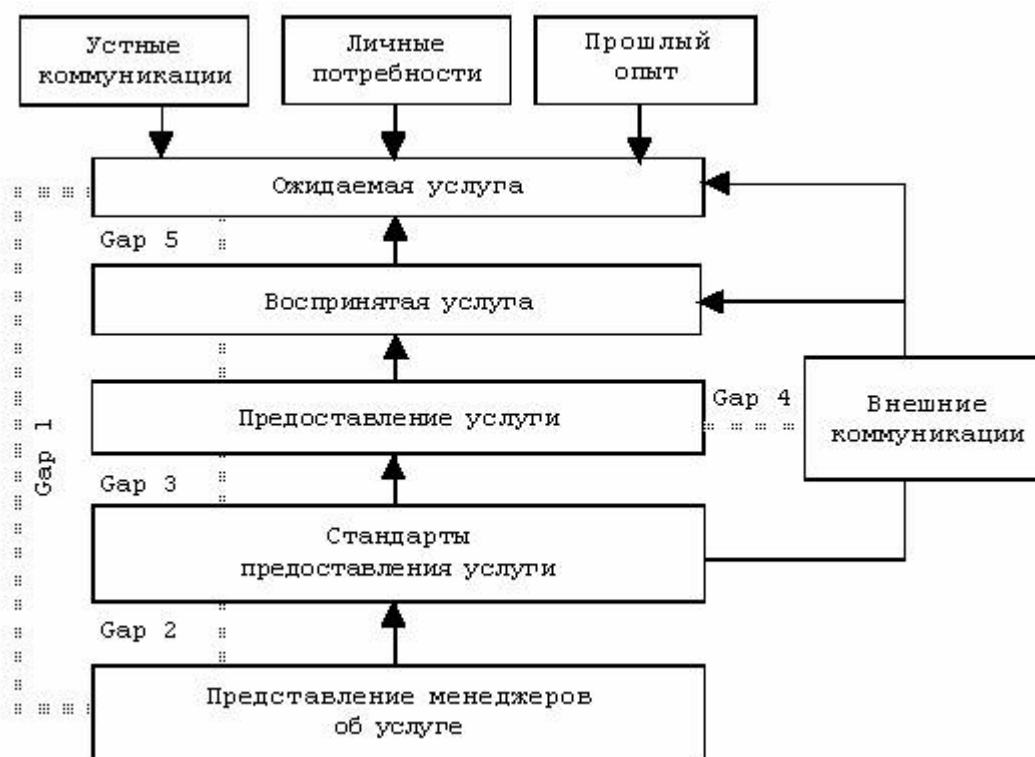 Устные
коммуникации
Личные
потребности
Прошлый
опыт
Ожидаемая услуга
Gap 5
Воспринятая услуга
Gap 1
Предоставление услуги
Gap 4
Внешние
коммуникации
Gap 3
Стандарты
предоставления услуги
Gap 2
Представление менеджеров
об услуге